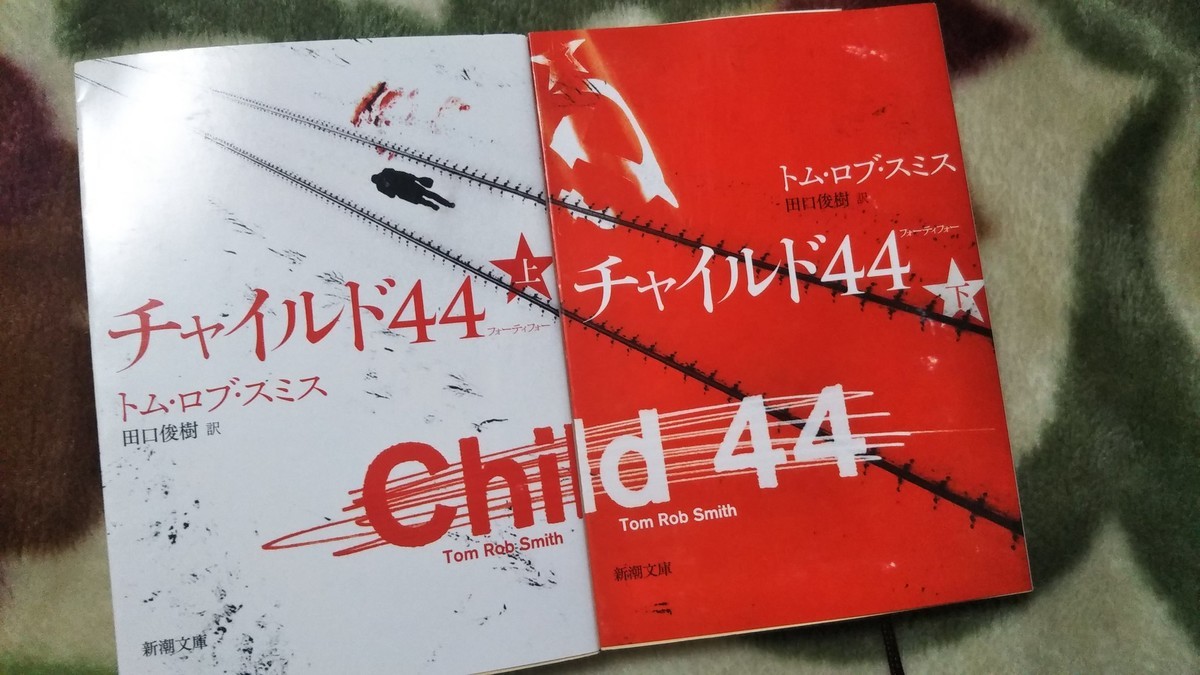 上
チャイルド44
フォーティフォー
トム・ロブ・スミス
田口俊樹 訳
Child 44
Tom Rob Smith
新潮文庫
トム・ロブ・スミス
田口俊樹 訳
フォーティフォー
チャイルド44
下
Tom Rob Smith
新潮文庫